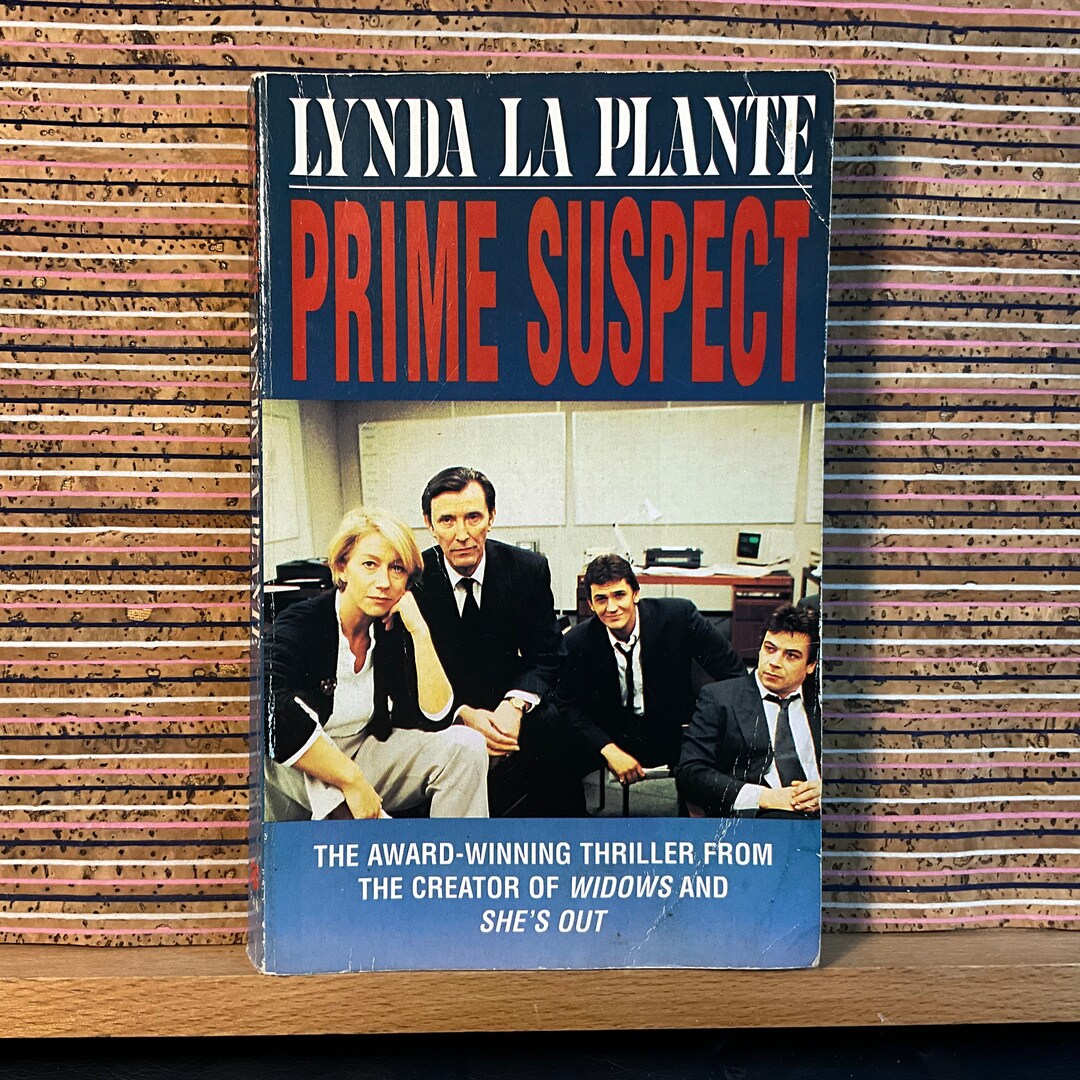 LYNDA LA PLANTE
PRIME SUSPECT
THE AWARD-WINNING THRILLER FROM
THE CREATOR OF WIDOWS AND
SHE'S OUT